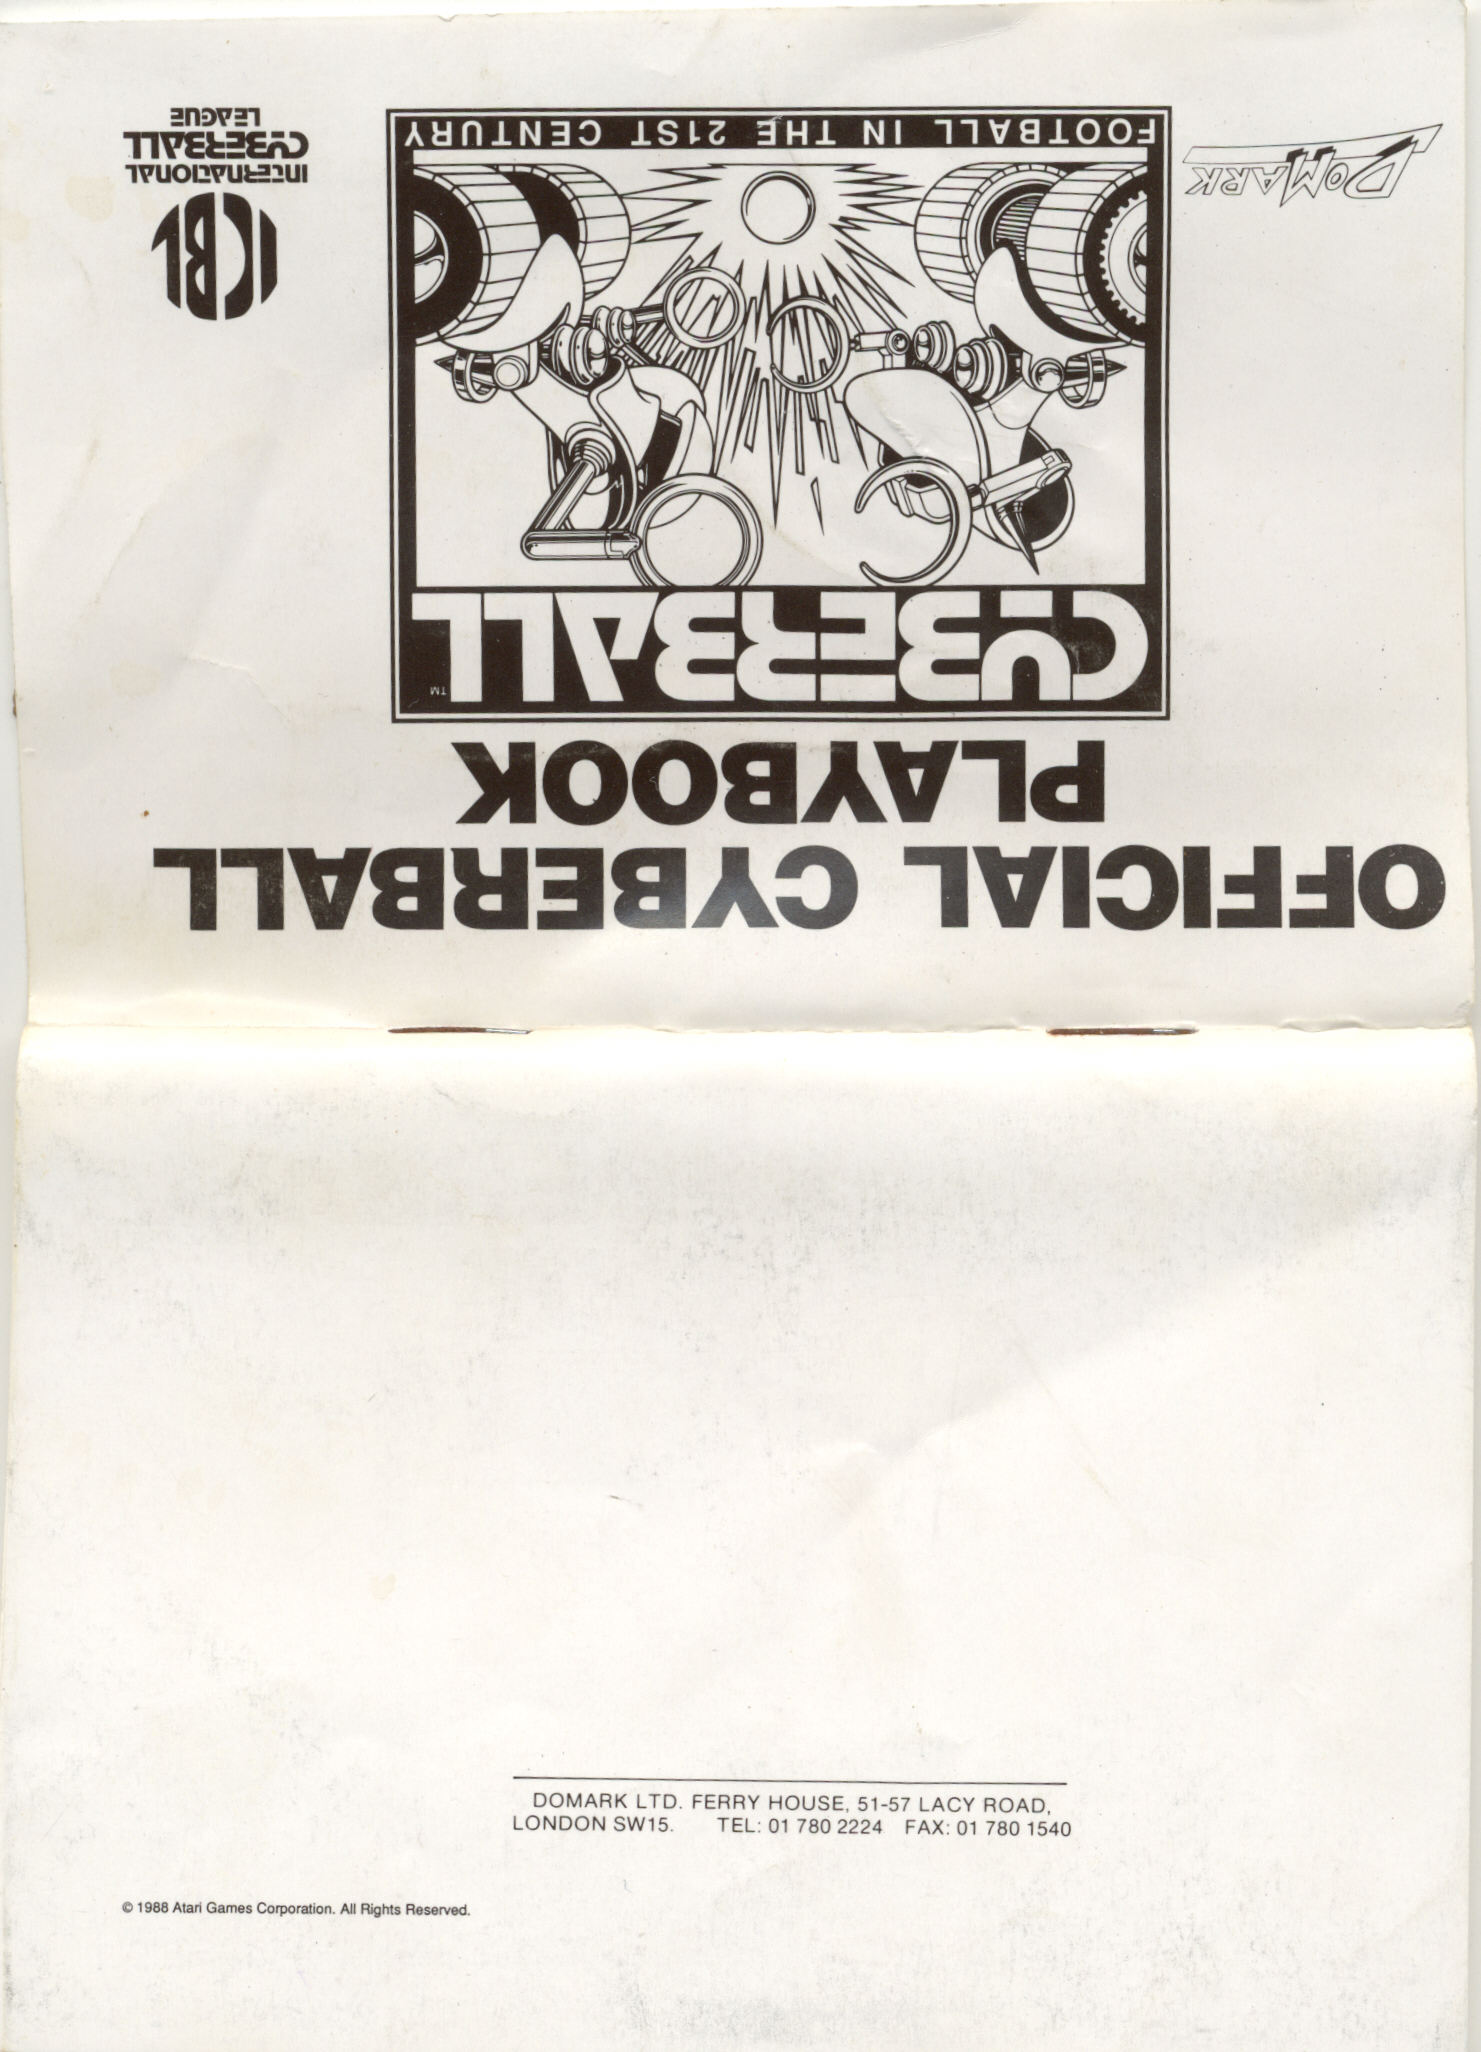 OFFICIAL CYBERBALL
PLAYBOOK
CYBERBALL™
FOOTBALL IN THE 21ST CENTURY
DOMARK
ICBL
INTERNATIONAL
CYBERBALL
LEAGUE
DOMARK LTD. FERRY HOUSE, 51-57 LACY ROAD,
LONDON SW15. TEL: 01 780 2224 FAX: 01 780 1540
© 1988 Atari Games Corporation. All Rights Reserved.